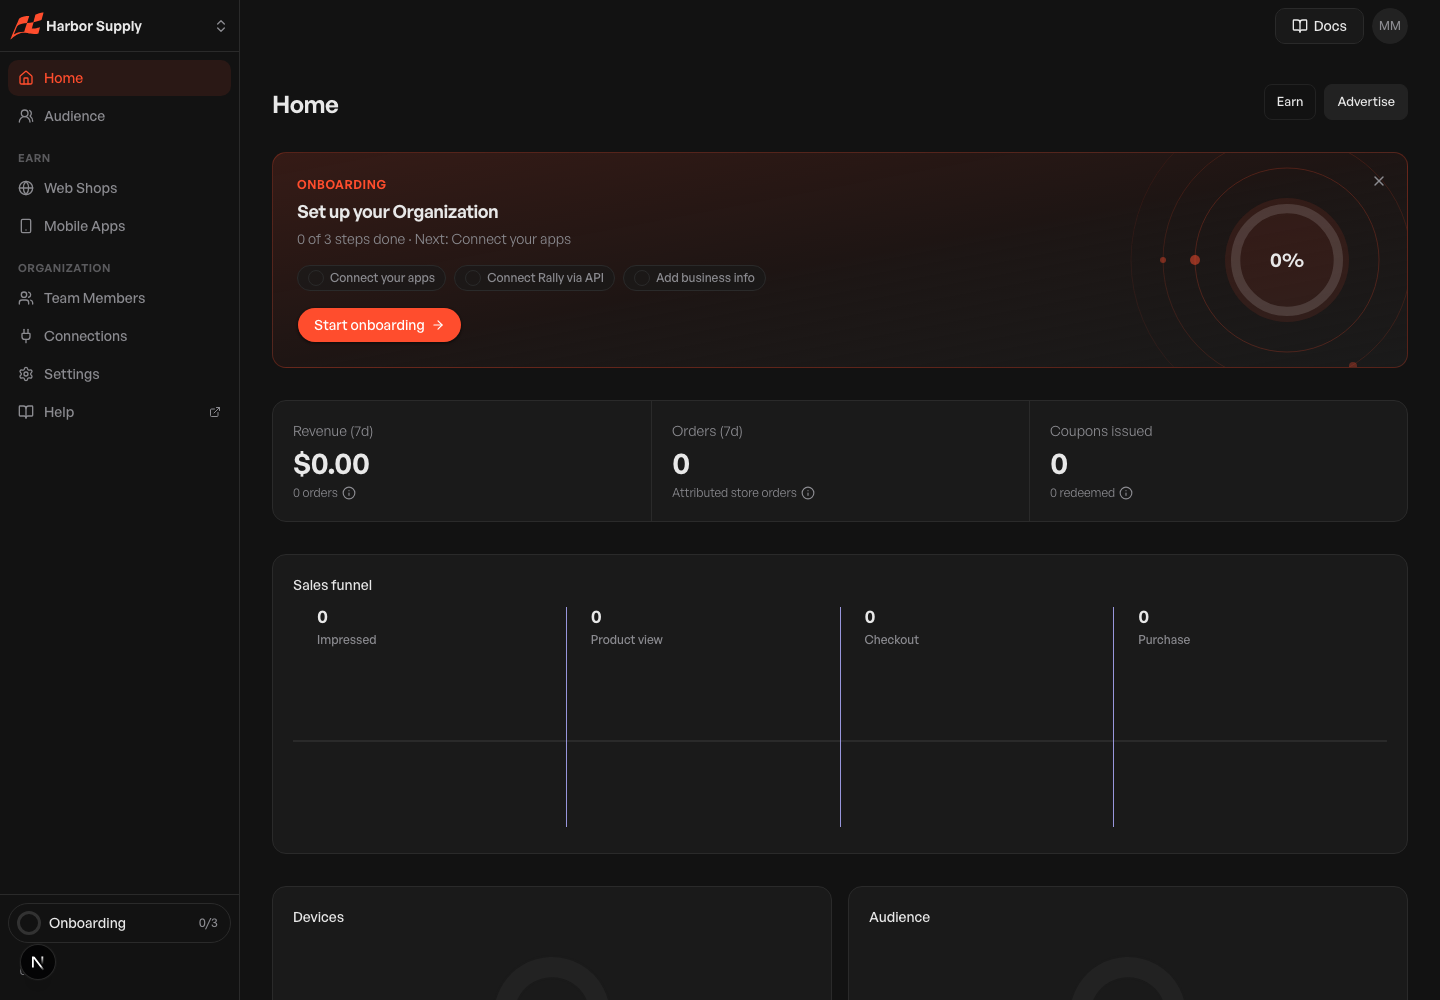 Harbor Supply
Docs
MM
Home
Audience
EARN
Web Shops
Mobile Apps
ORGANIZATION
Team Members
Connections
Settings
Help
Onboarding 0/3
N
Home
Earn
Advertise
ONBOARDING
Set up your Organization
0 of 3 steps done · Next: Connect your apps
Connect your apps
Connect Rally via API
Add business info
Start onboarding
0%
Revenue (7d)
$0.00
0 orders
Orders (7d)
0
Attributed store orders
Coupons issued
0
0 redeemed
Sales funnel
0
Impressed
0
Product view
0
Checkout
0
Purchase
Devices
Audience